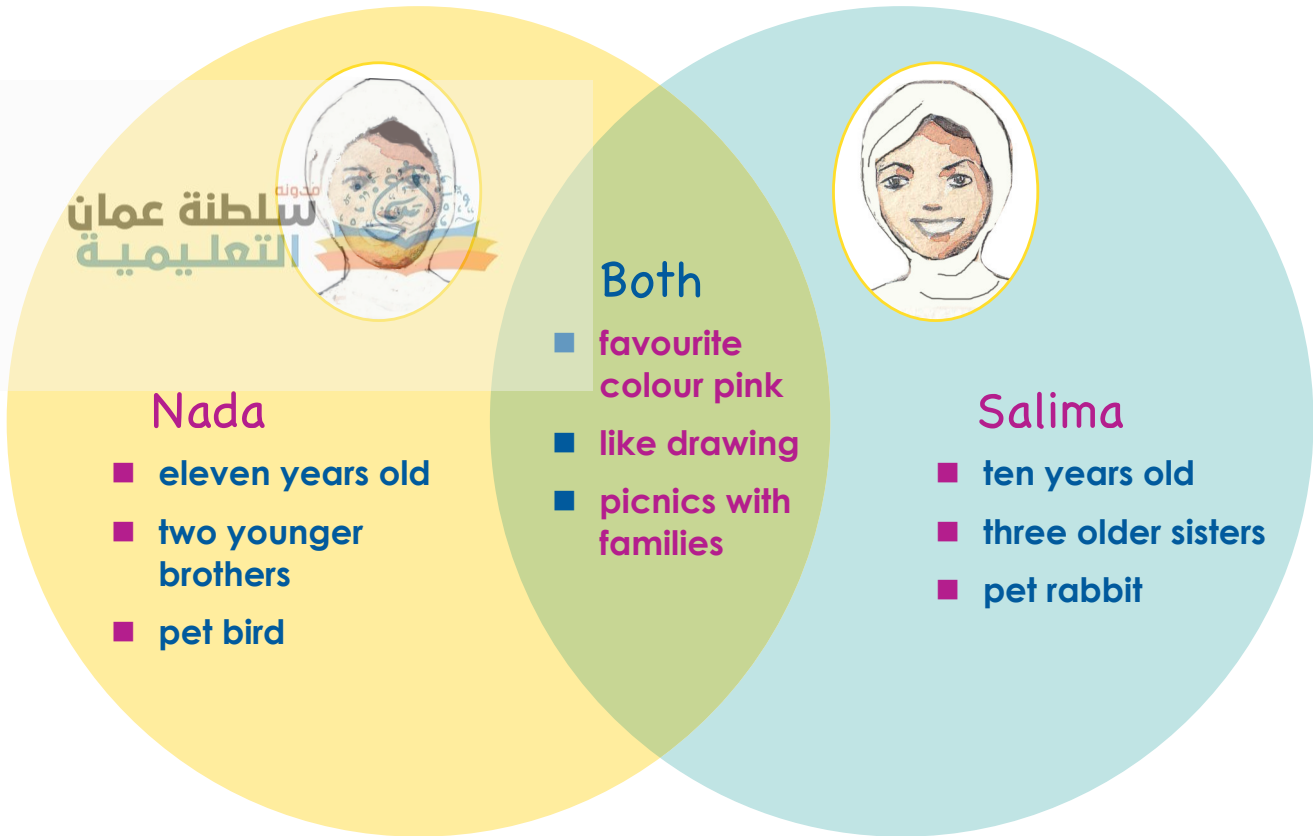 مدونة
سلطنة عمان
التعليمية
Both
favourite
colour pink
like drawing
picnics with
families
Nada
eleven years old
two younger
brothers
pet bird
Salima
ten years old
three older sisters
pet rabbit